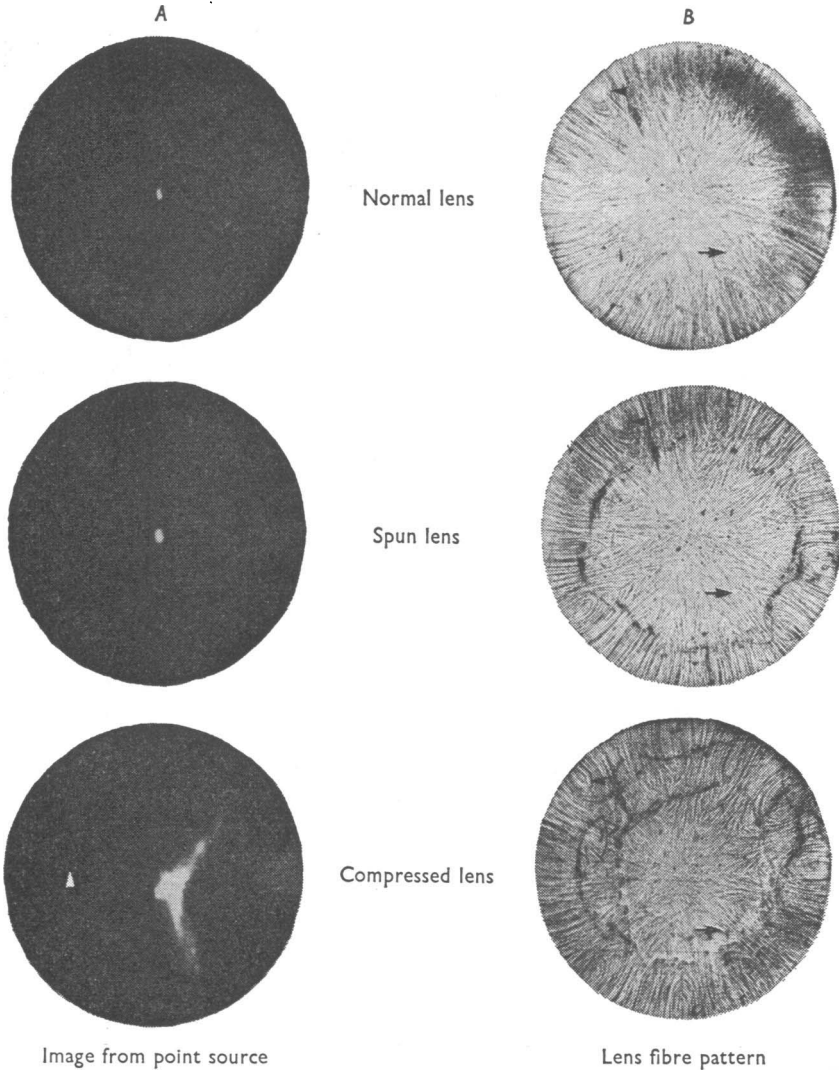 A B
Normal lens
Spun lens
Compressed lens
Image from point source Lens fibre pattern